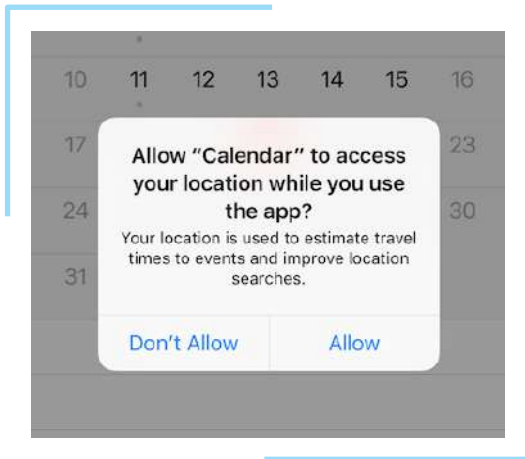 10 11 12 13 14 15 16
17 23
Allow “Calendar” to access
your location while you use
the app?
24 30
Your location is used to estimate travel
times to events and improve location
searches.
31
Don’t Allow Allow